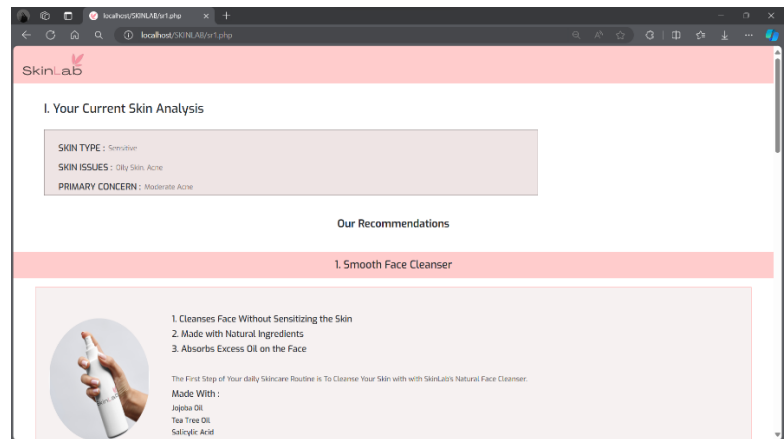 localhost/SKINLAB/sr1.php
localhost/SKINLAB/sr1.php
SkinLab
I. Your Current Skin Analysis
SKIN TYPE : Sensitive
SKIN ISSUES : Oily Skin, Acne
PRIMARY CONCERN : Moderate Acne
Our Recommendations
1. Smooth Face Cleanser
1. Cleanses Face Without Sensitizing the Skin
2. Made with Natural Ingredients
3. Absorbs Excess Oil on the Face
The First Step of Your daily Skincare Routine is To Cleanse Your Skin with with SkinLab's Natural Face Cleanser.
Made With :
Jojoba Oil
Tea Tree Oil
Salicylic Acid